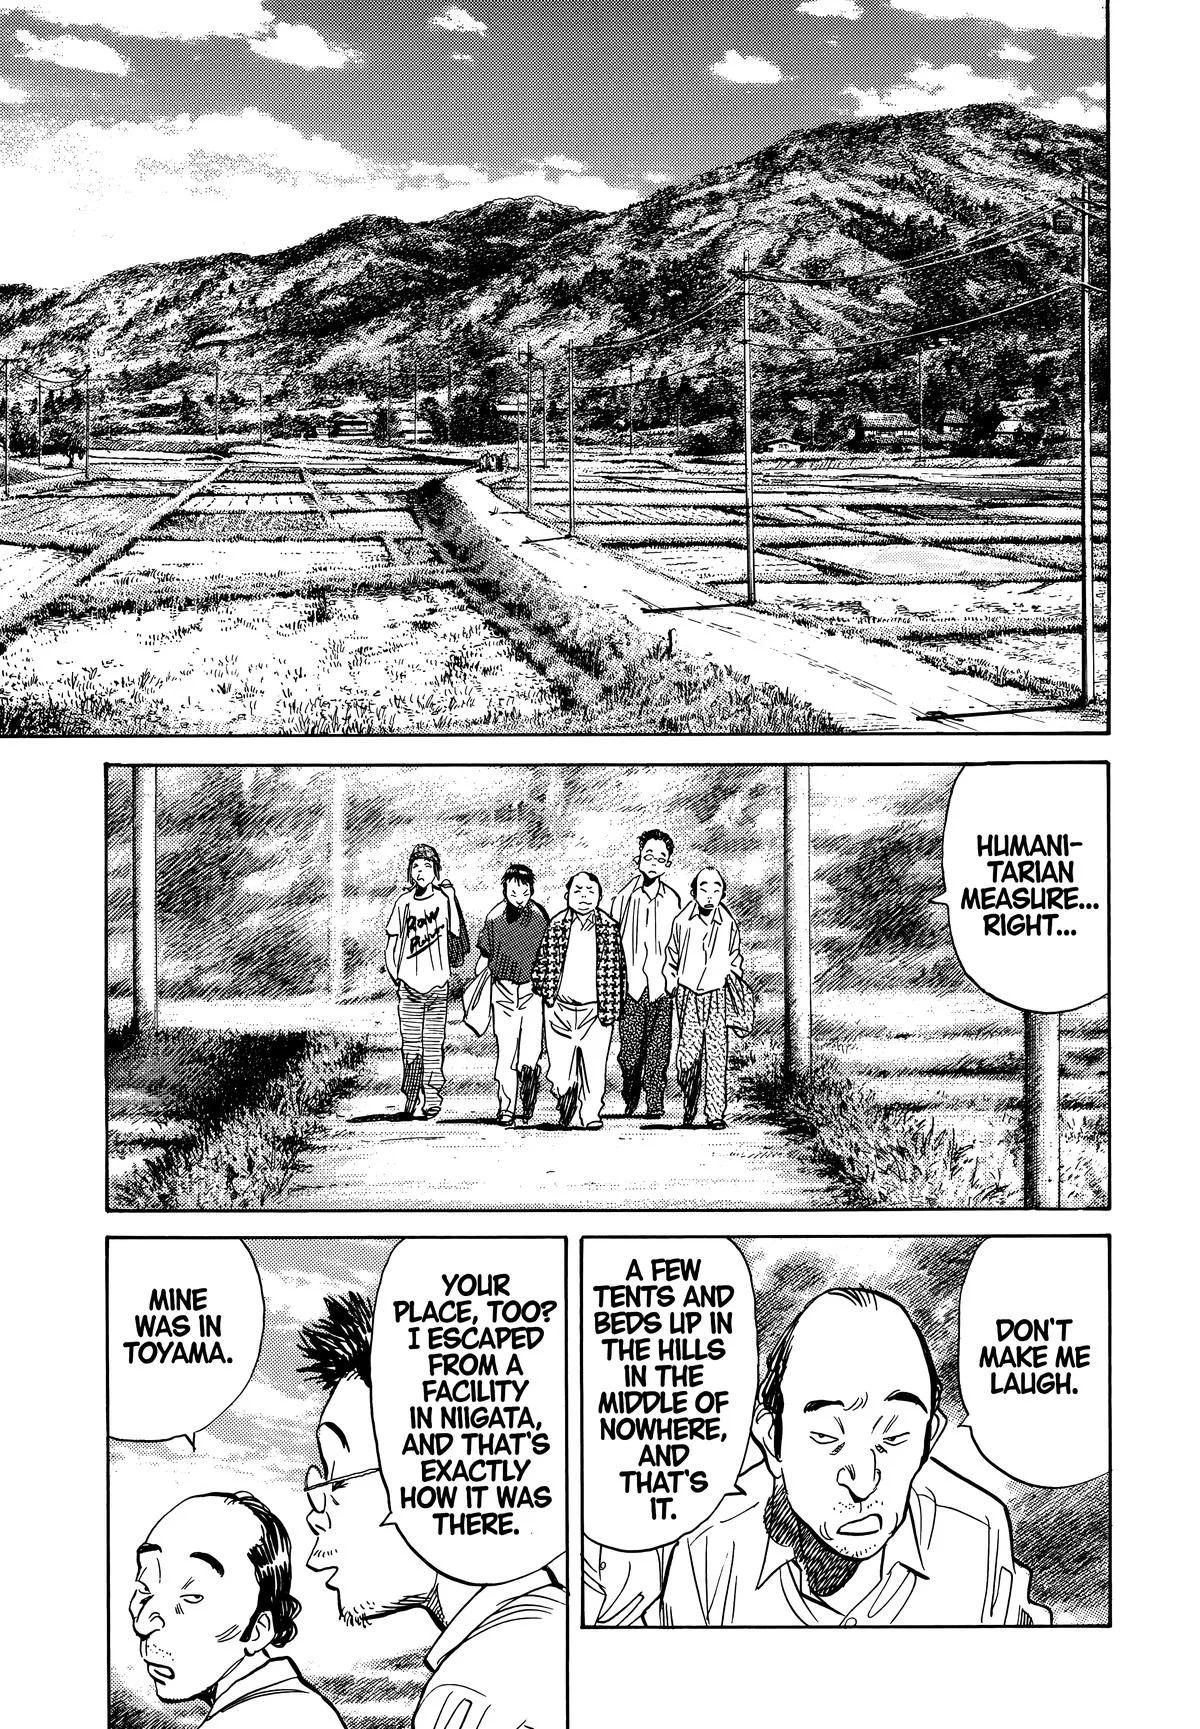 HUMANI-
TARIAN
MEASURE...
RIGHT...
DON'T
MAKE ME
LAUGH.
A FEW
TENTS AND
BEDS UP IN
THE HILLS
IN THE
MIDDLE OF
NOWHERE,
AND
THAT'S
IT.
YOUR
PLACE, TOO?
I ESCAPED
FROM A
FACILITY
IN NIIGATA,
AND THAT'S
EXACTLY
HOW IT WAS
THERE.
MINE
WAS IN
TOYAMA.